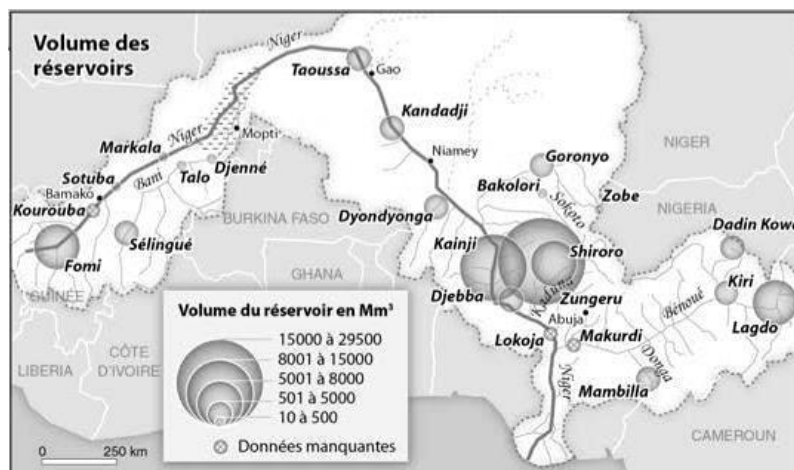 Volume des
réservoirs
Niger
Taoussa
Gao
Kandadji
Mopti
Markala
Niger
NIGER
Niamey
Goronyo
Sotuba
Bani
Talo
Djenné
Bamako
Bakolori
Sokoto
Zobe
Kourouba
BURKINA FASO
Dyondyonga
NIGERIA
Sélingué
Dadin Kowa
Fomi
Kainji
Shiroro
GHANA
Kiri
GUINÉE
Djebba
Kaduna
Zungeru
Bénoué
Lagdo
Abuja
Volume du réservoir en Mm³
15000 à 29500
8001 à 15000
5001 à 8000
501 à 5000
10 à 500
Données manquantes
Lokoja
Makurdi
LIBERIA
CÔTE
D'IVOIRE
Donga
Niger
Mambilla
CAMEROUN
0 250 km